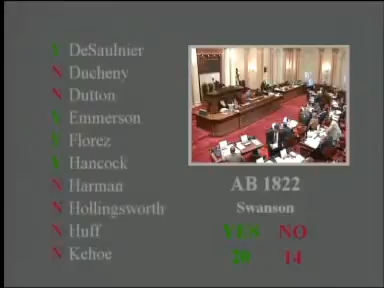 Y DeSaulnier
N Ducheny
N Dutton
Y Emmerson
Y Florez
Y Hancock
N Harman
N Hollingsworth
N Huff
N Kehoe
AB 1822
Swanson
YES NO
20 14